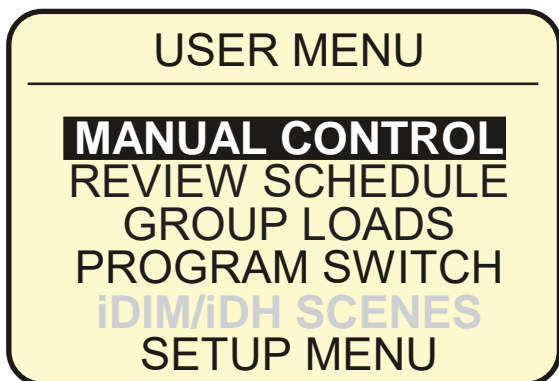 USER MENU
MANUAL CONTROL
REVIEW SCHEDULE
GROUP LOADS
PROGRAM SWITCH
iDIM/iDH SCENES
SETUP MENU